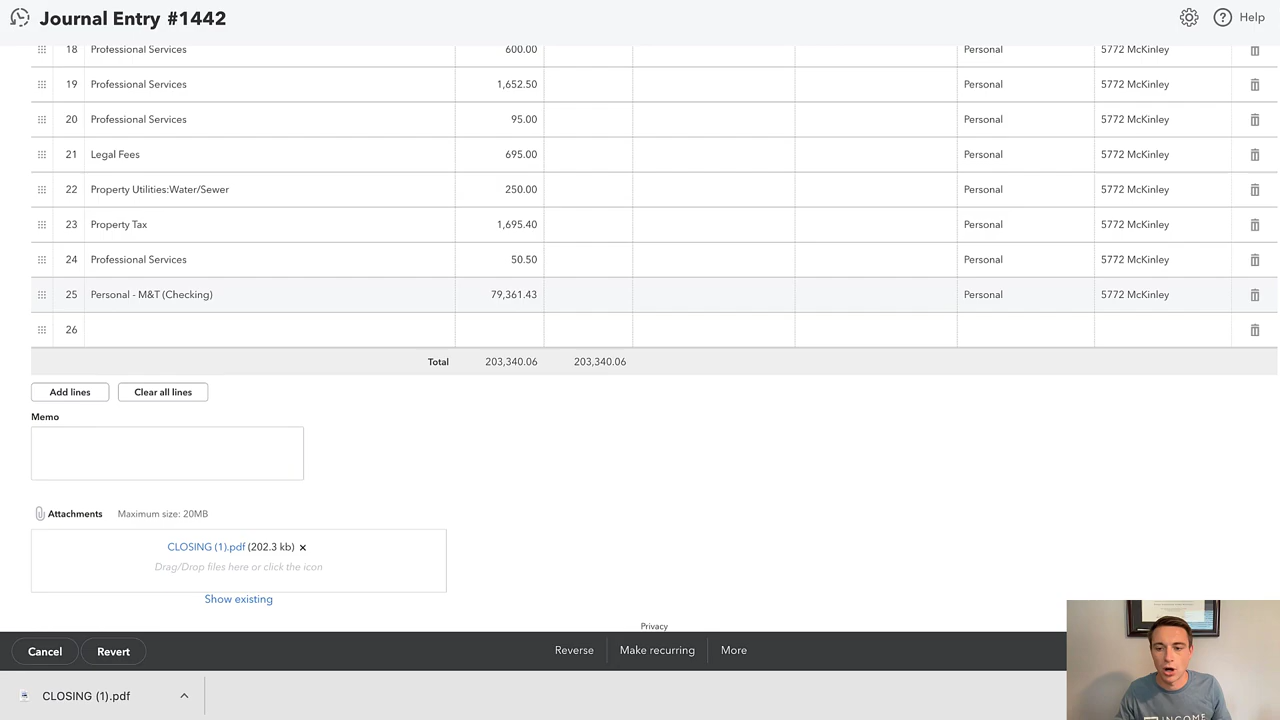 Journal Entry #1442
Help
18 Professional Services 600.00 Personal 5772 McKinley
19 Professional Services 1,652.50 Personal 5772 McKinley
20 Professional Services 95.00 Personal 5772 McKinley
21 Legal Fees 695.00 Personal 5772 McKinley
22 Property Utilities:Water/Sewer 250.00 Personal 5772 McKinley
23 Property Tax 1,695.40 Personal 5772 McKinley
24 Professional Services 50.50 Personal 5772 McKinley
25 Personal - M&T (Checking) 79,361.43 Personal 5772 McKinley
26
Total 203,340.06 203,340.06
Add lines Clear all lines
Memo
Attachments Maximum size: 20MB
CLOSING (1).pdf (202.3 kb) ×
Drag/Drop files here or click the icon
Show existing
Privacy
Cancel Revert Reverse Make recurring More
CLOSING (1).pdf
INCOME